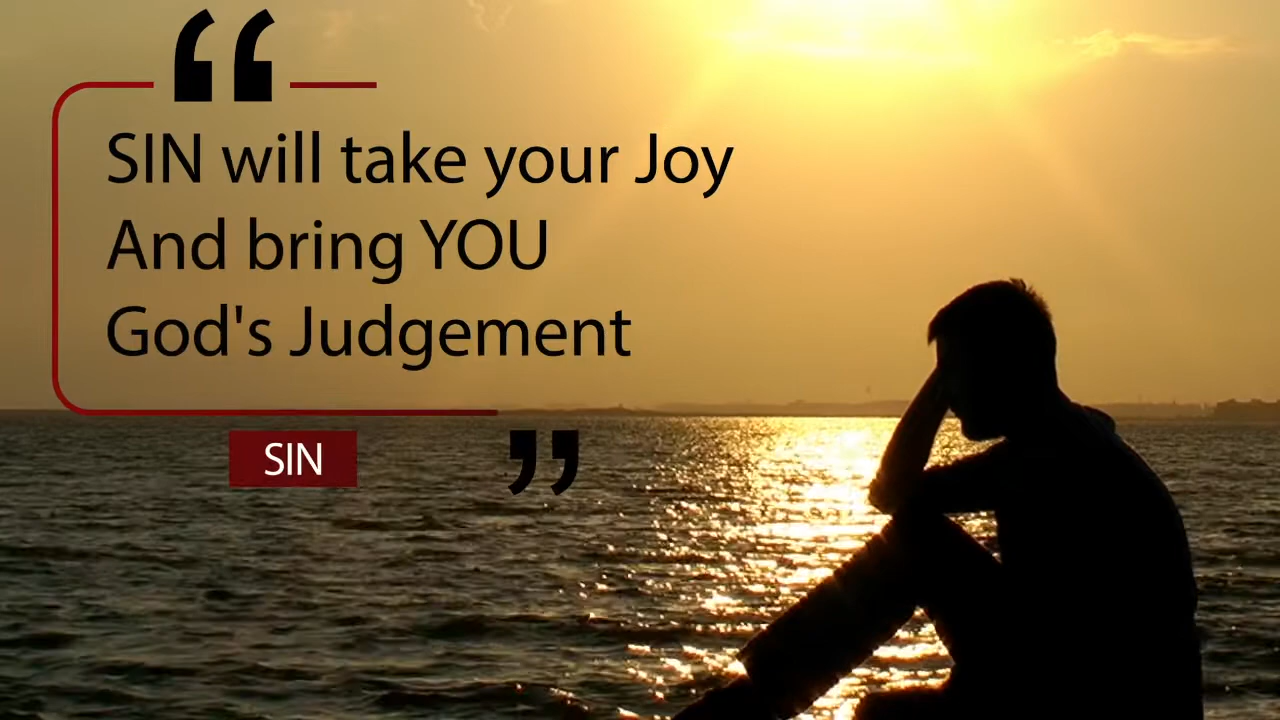 “
SIN will take your Joy
And bring YOU
God's Judgement
SIN
”